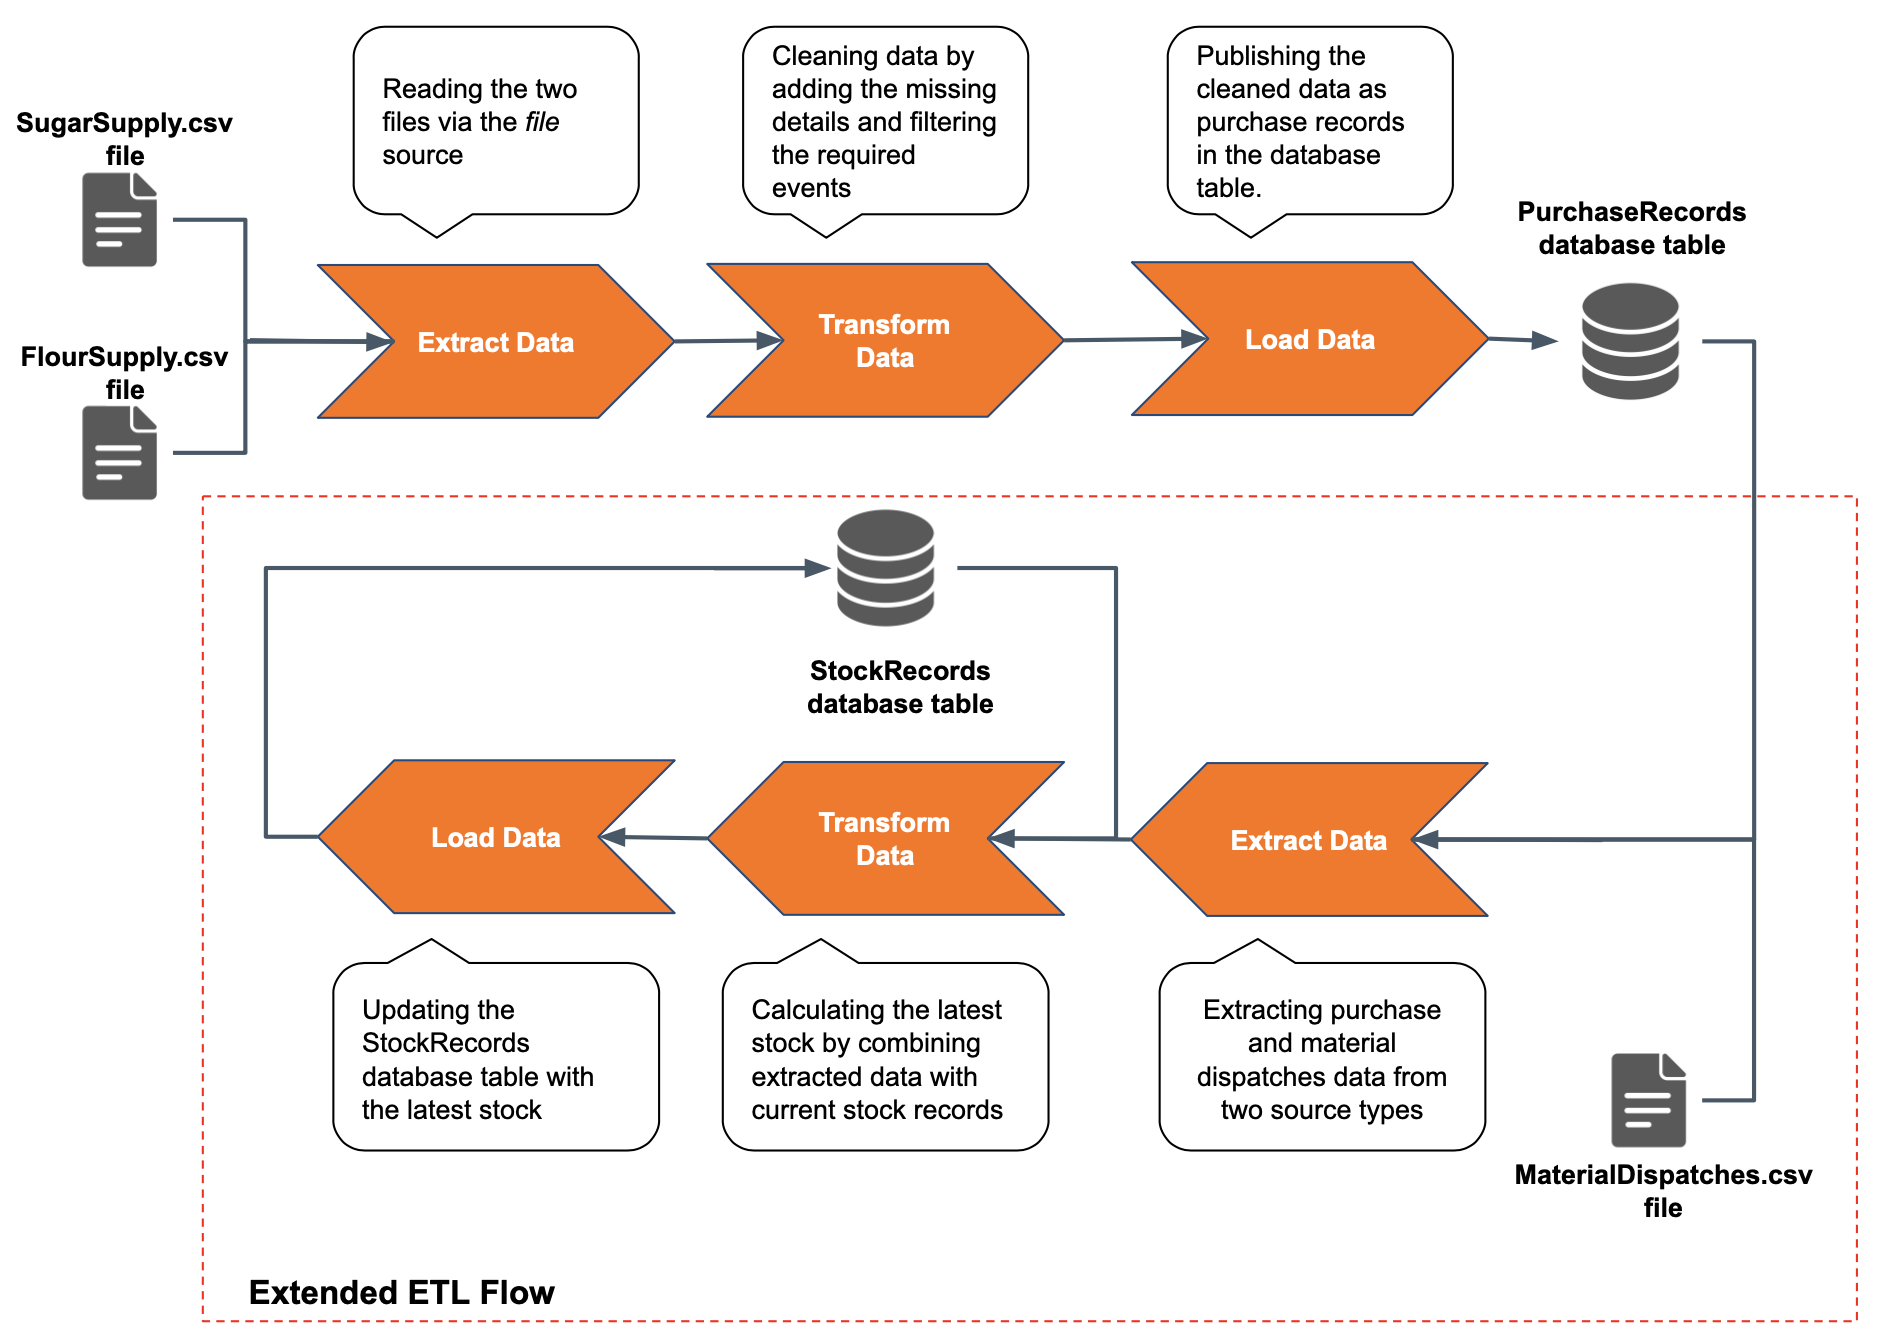 SugarSupply.csv
file
FlourSupply.csv
file
Reading the two
files via the file
source
Cleaning data by
adding the missing
details and filtering
the required
events
Publishing the
cleaned data as
purchase records
in the database
table.
Extract Data
Transform
Data
Load Data
PurchaseRecords
database table
StockRecords
database table
Load Data
Transform
Data
Extract Data
Updating the
StockRecords
database table with
the latest stock
Calculating the latest
stock by combining
extracted data with
current stock records
Extracting purchase
and material
dispatches data from
two source types
MaterialDispatches.csv
file
Extended ETL Flow